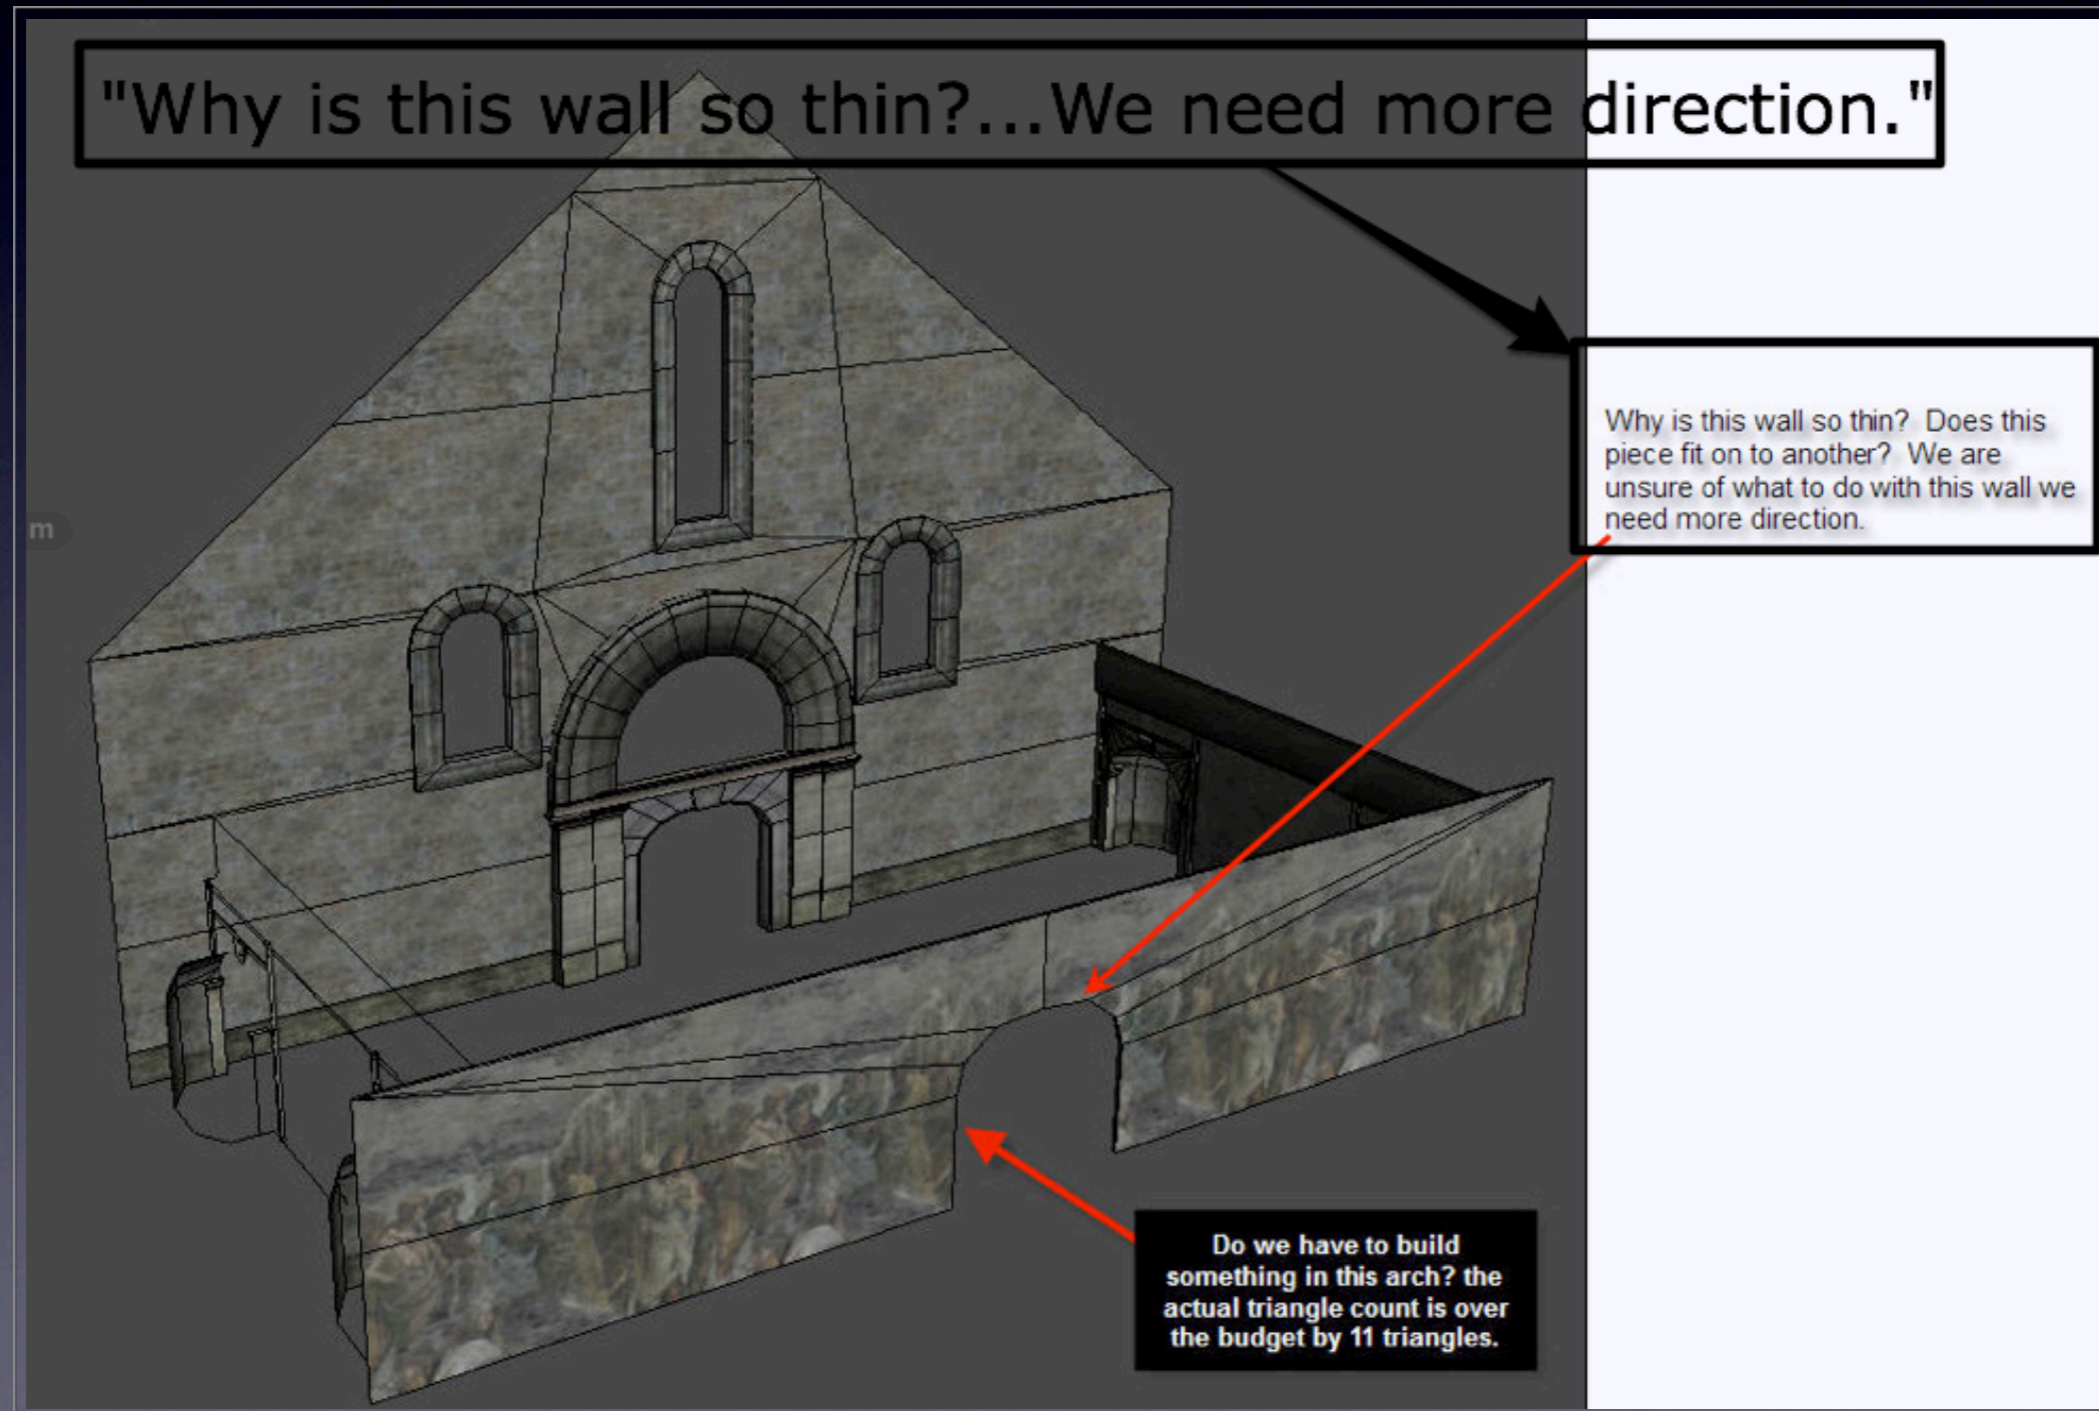 "Why is this wall so thin?...We need more direction."
Why is this wall so thin? Does this
piece fit on to another? We are
unsure of what to do with this wall we
need more direction.
m
Do we have to build
something in this arch? the
actual triangle count is over
the budget by 11 triangles.